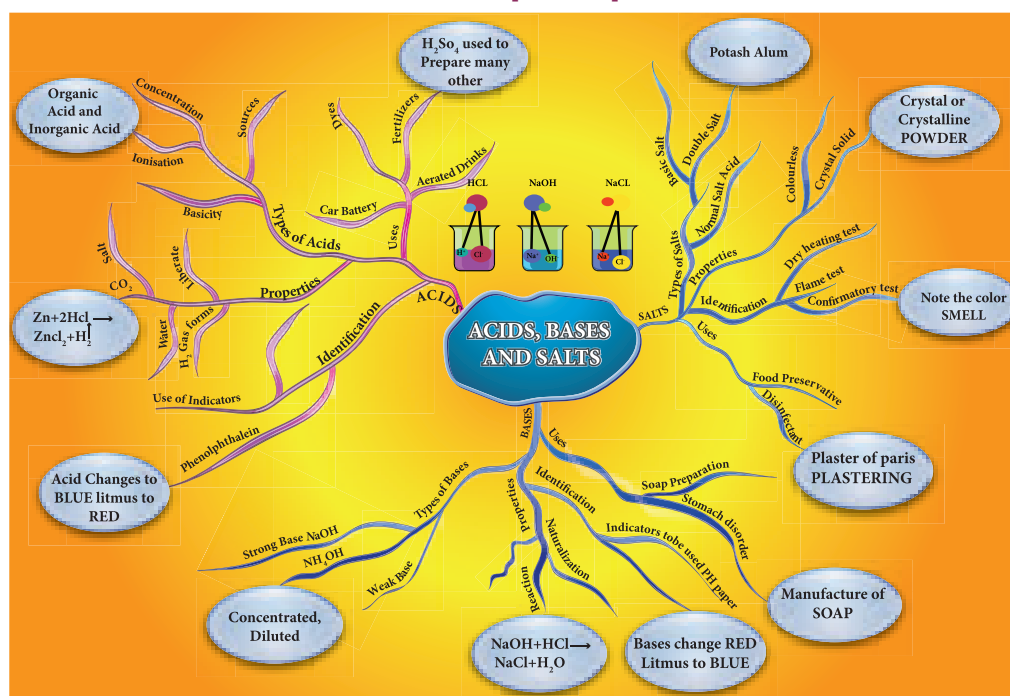 ACIDS, BASES
AND SALTS
ACIDS
Types of Acids
Concentration
Ionisation
Sources
Basicity
Organic
Acid and
Inorganic Acid
Uses
Dyes
Fertilizers
Aerated Drinks
Car Battery
H₂So₄ used to
Prepare many
other
Properties
Salt
CO₂
Water
Liberate
H₂ Gas forms
Zn+2Hcl →
Zncl₂+H₂↑
Identification
Use of Indicators
Phenolphthalein
Acid Changes to
BLUE litmus to
RED
HCL
H⁺
Cl⁻
NaOH
Na⁺
OH⁻
NaCL
Na⁺
Cl⁻
SALTS
Types of Salts
Basic Salt
Double Salt
Normal Salt Acid
Potash Alum
Properties
Colourless
Crystal Solid
Crystal or
Crystalline
POWDER
Identification
Dry heating test
Flame test
Confirmatory test
Note the color
SMELL
Uses
Food Preservative
Disinfectant
Plaster of paris
PLASTERING
BASES
Types of Bases
Strong Base NaOH
NH₄OH
Weak Base
Concentrated,
Diluted
Properties
Reaction
Naturalization
NaOH+HCl→
NaCl+H₂O
Identification
Indicators tobe used PH paper
Bases change RED
Litmus to BLUE
Uses
Soap Preparation
Stomach disorder
Manufacture of
SOAP